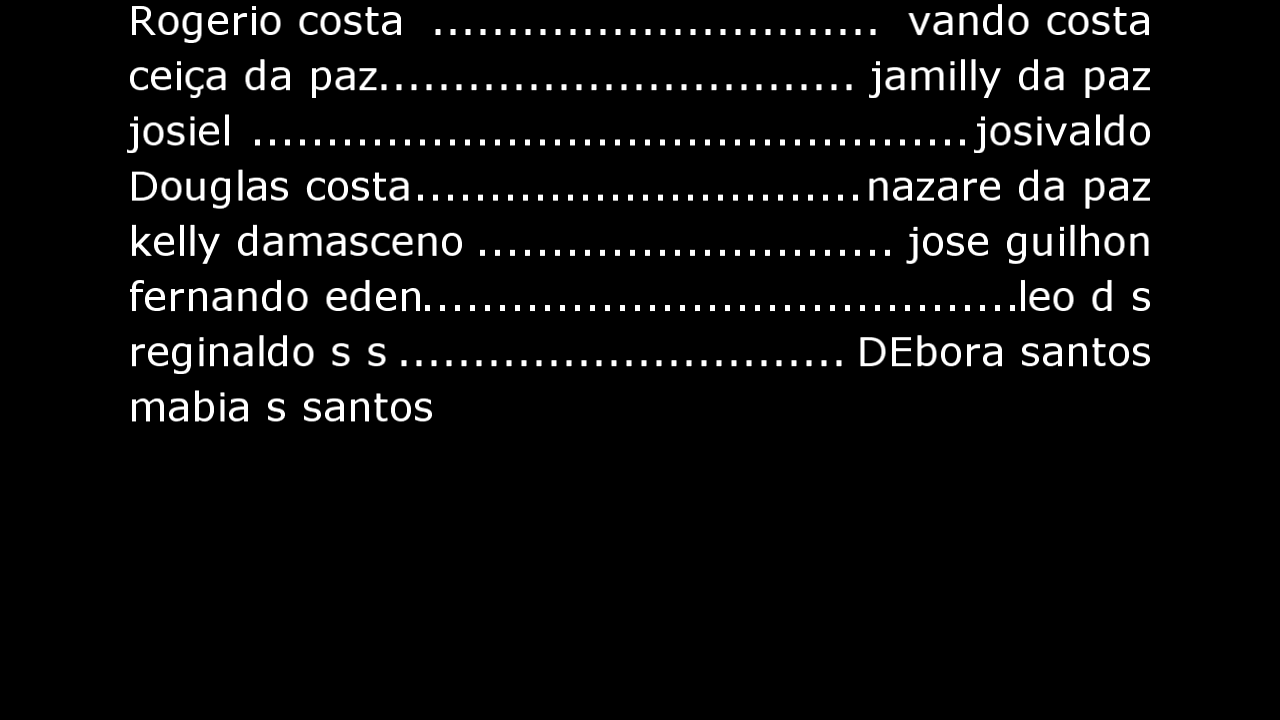 Rogerio costa .............................. vando costa
ceiça da paz................................ jamilly da paz
josiel ................................................josivaldo
Douglas costa..............................nazare da paz
kelly damasceno ............................ jose guilhon
fernando eden........................................leo d s
reginaldo s s .............................. DEbora santos
mabia s santos